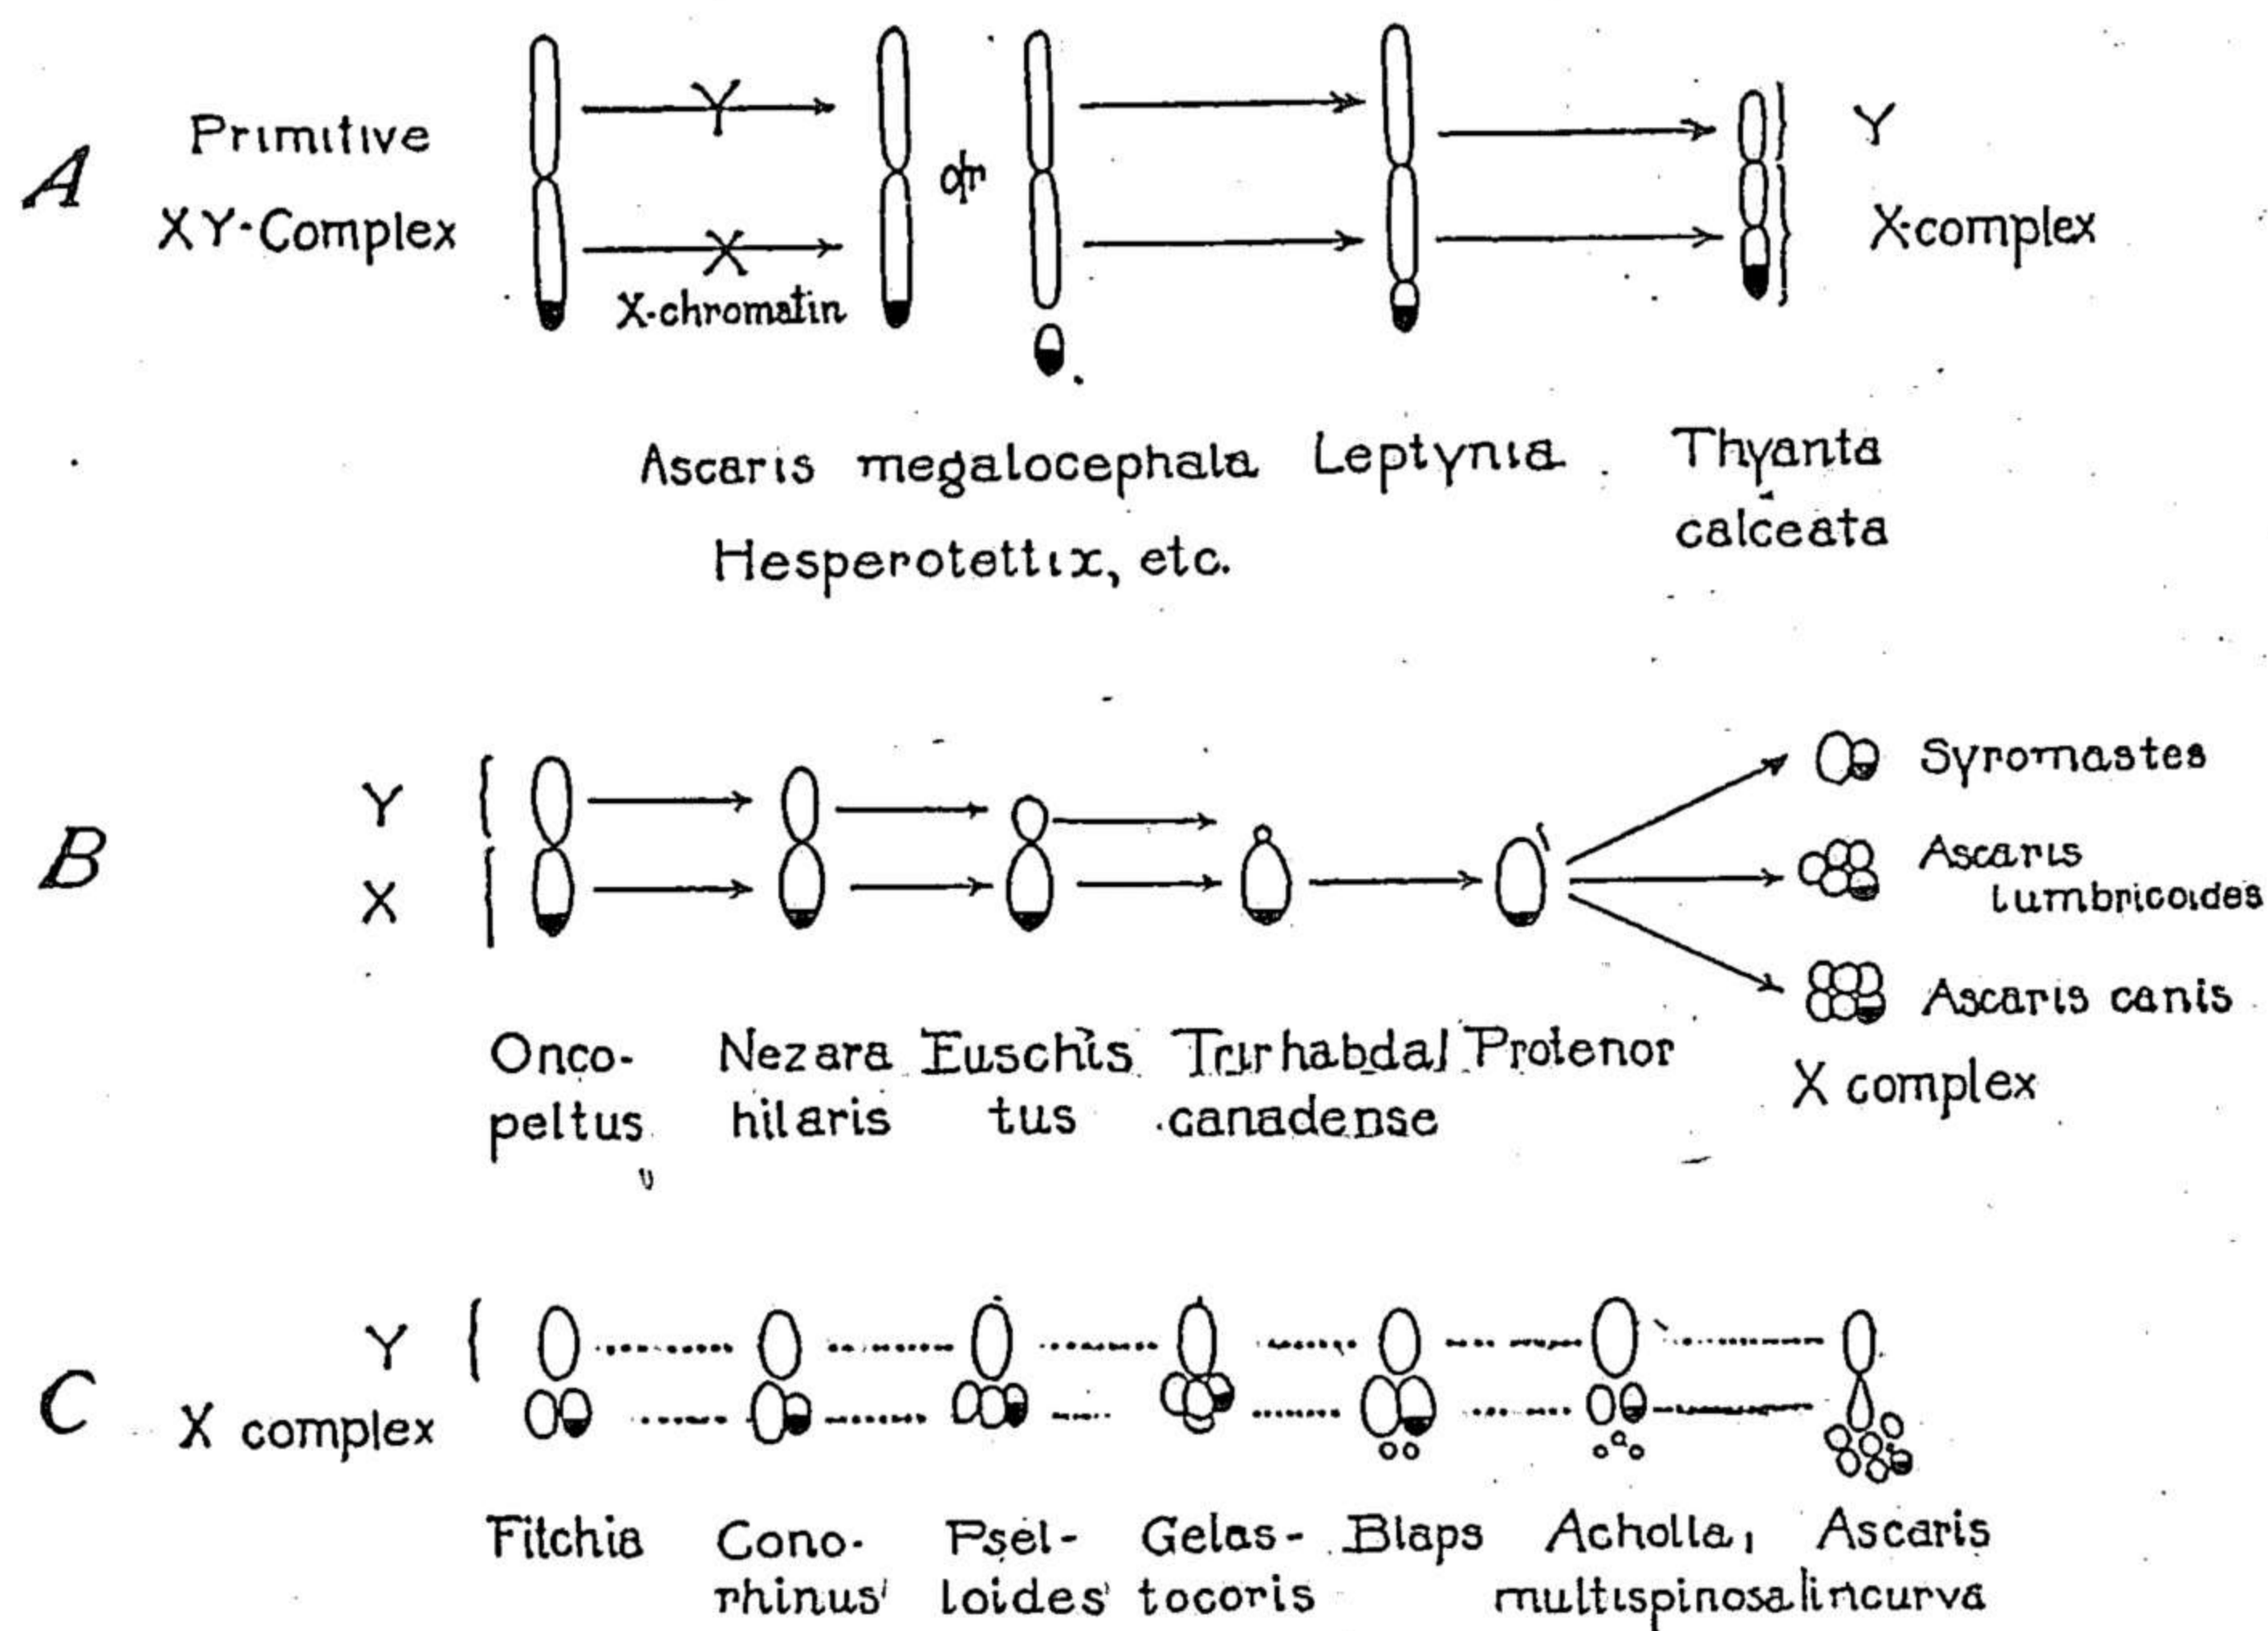 A
Primitive
XY-Complex
Y
X
X-chromatin
or
Y
X-complex
Ascaris megalocephala
Hesperotettix, etc.
Leptynia
Thyanta
calceata
B
Y
X
Syromastes
Ascaris
lumbricoides
Ascaris canis
X complex
Onco-
peltus
Nezara
hilaris
Euschis
tus
Trirhabda
canadense
Protenor
C
Y
X complex
Fitchia
Cono-
rhinus
Psel-
loides
Gelas-
tocoris
Blaps
Acholla
multispinosa
Ascaris
incurva